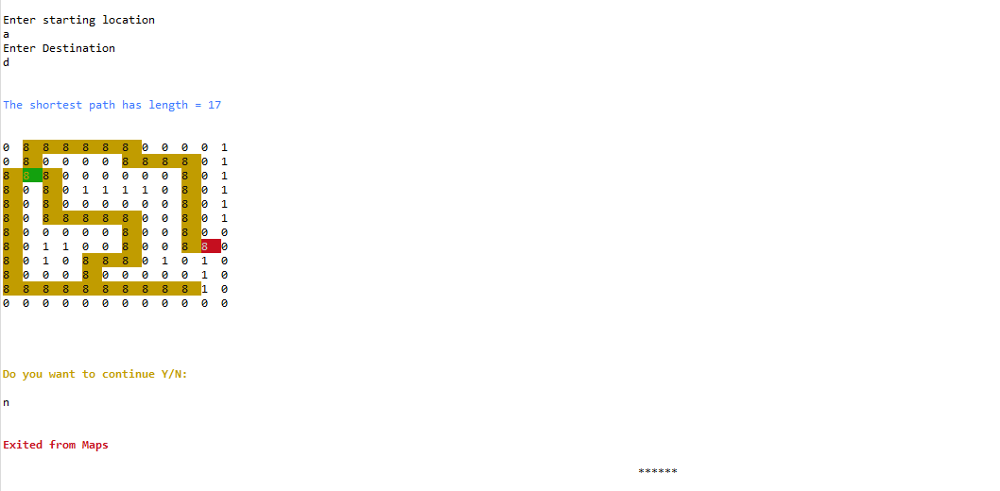 Enter starting location
a
Enter Destination
d
The shortest path has length = 17
0 8 8 8 8 8 8 0 0 0 0 1
0 8 0 0 0 0 8 8 8 8 0 1
8 8 8 0 0 0 0 0 0 8 0 1
8 0 8 0 1 1 1 1 0 8 0 1
8 0 8 0 0 0 0 0 0 8 0 1
8 0 8 8 8 8 8 0 0 8 0 1
8 0 0 0 0 0 8 0 0 8 0 0
8 0 1 1 0 0 8 0 0 8 8 0
8 0 1 0 8 8 8 0 1 0 1 0
8 0 0 0 8 0 0 0 0 0 1 0
8 8 8 8 8 8 8 8 8 8 1 0
0 0 0 0 0 0 0 0 0 0 0 0
Do you want to continue Y/N:
n
Exited from Maps
******